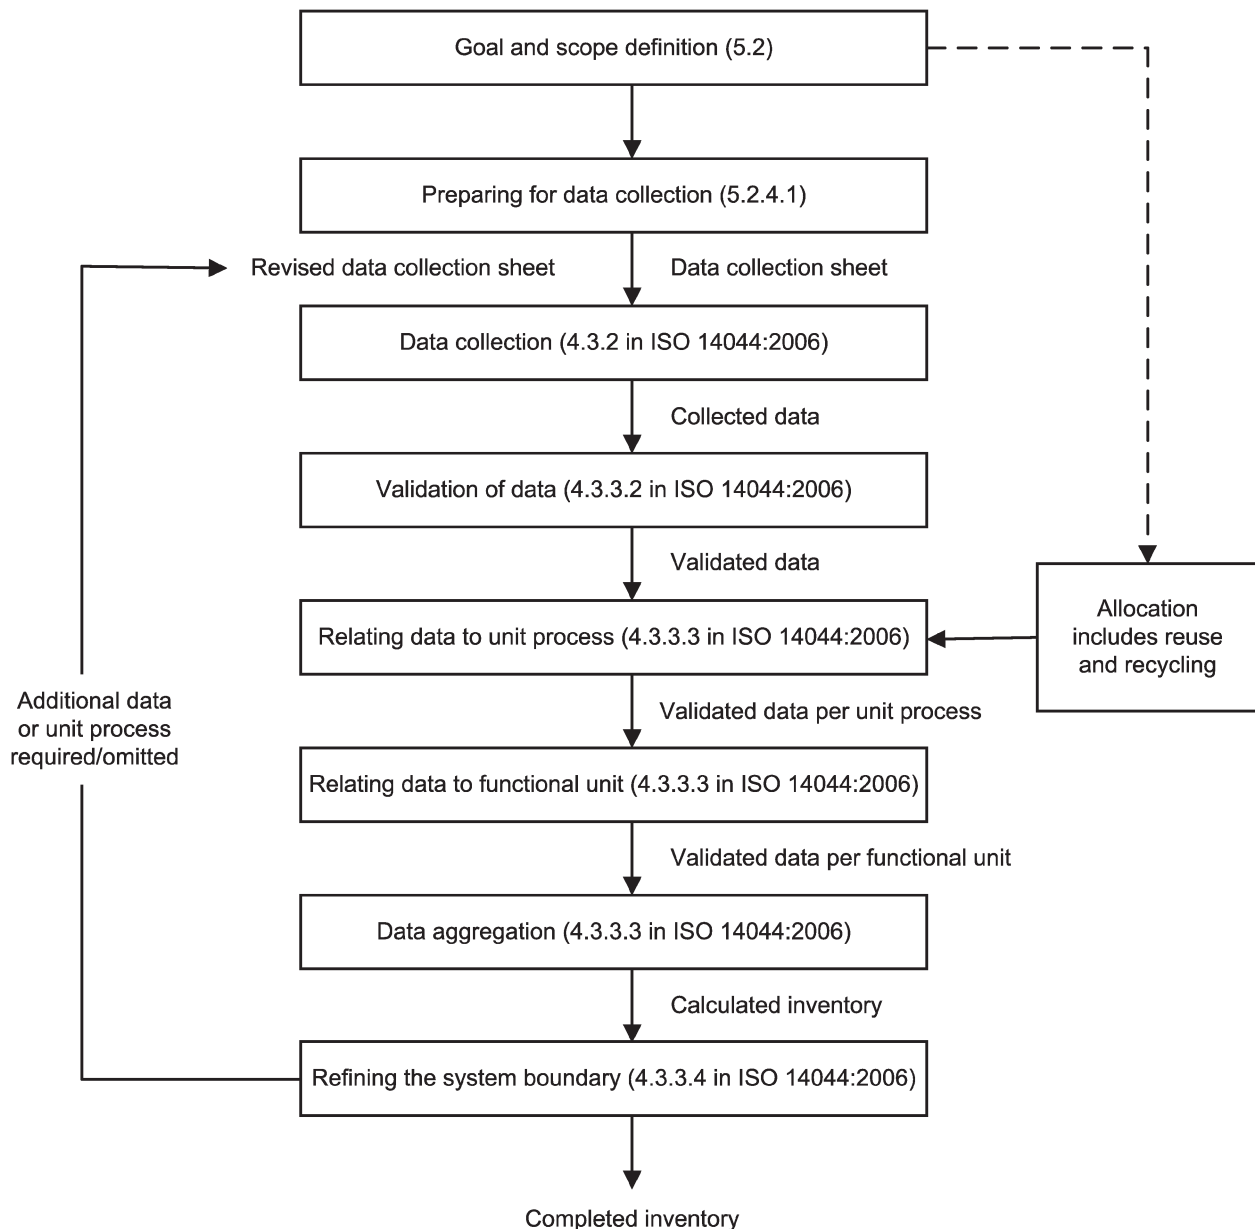 Goal and scope definition (5.2)
Preparing for data collection (5.2.4.1)
Revised data collection sheet
Data collection sheet
Data collection (4.3.2 in ISO 14044:2006)
Collected data
Validation of data (4.3.3.2 in ISO 14044:2006)
Validated data
Relating data to unit process (4.3.3.3 in ISO 14044:2006)
Allocation
includes reuse
and recycling
Additional data
or unit process
required/omitted
Validated data per unit process
Relating data to functional unit (4.3.3.3 in ISO 14044:2006)
Validated data per functional unit
Data aggregation (4.3.3.3 in ISO 14044:2006)
Calculated inventory
Refining the system boundary (4.3.3.4 in ISO 14044:2006)
Completed inventory